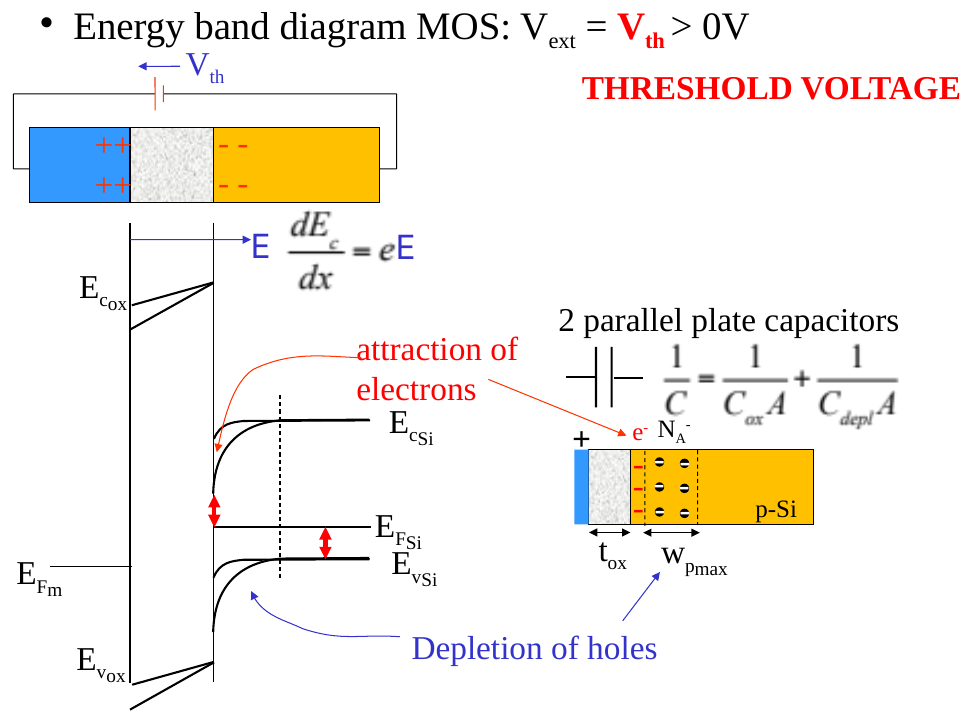 • Energy band diagram MOS: Vext = Vth > 0V
Vth
THRESHOLD VOLTAGE
++ - -
++ - -
E dEc/dx = eE
Ecox
2 parallel plate capacitors
attraction of
electrons
1/C = 1/CoxA + 1/CdeplA
EcSi
+ e- NA-
p-Si
EFSi
EvSi
tox wpmax
EFm
Depletion of holes
Evox